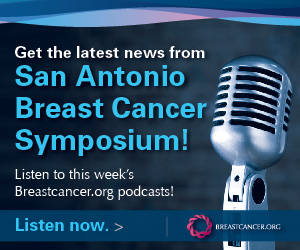 Get the latest news from
San Antonio
Breast Cancer
Symposium!
Listen to this week's
Breastcancer.org podcasts!
Listen now. >
BREASTCANCER.ORG